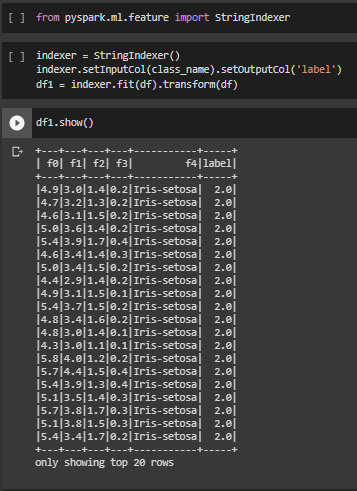 [ ] from pyspark.ml.feature import StringIndexer
[ ] indexer = StringIndexer()
indexer.setInputCol(class_name).setOutputCol('label')
df1 = indexer.fit(df).transform(df)
df1.show()
+---+---+---+---+-----------+-----+
| f0| f1| f2| f3|         f4|label|
+---+---+---+---+-----------+-----+
|4.9|3.0|1.4|0.2|Iris-setosa|  2.0|
|4.7|3.2|1.3|0.2|Iris-setosa|  2.0|
|4.6|3.1|1.5|0.2|Iris-setosa|  2.0|
|5.0|3.6|1.4|0.2|Iris-setosa|  2.0|
|5.4|3.9|1.7|0.4|Iris-setosa|  2.0|
|4.6|3.4|1.4|0.3|Iris-setosa|  2.0|
|5.0|3.4|1.5|0.2|Iris-setosa|  2.0|
|4.4|2.9|1.4|0.2|Iris-setosa|  2.0|
|4.9|3.1|1.5|0.1|Iris-setosa|  2.0|
|5.4|3.7|1.5|0.2|Iris-setosa|  2.0|
|4.8|3.4|1.6|0.2|Iris-setosa|  2.0|
|4.8|3.0|1.4|0.1|Iris-setosa|  2.0|
|4.3|3.0|1.1|0.1|Iris-setosa|  2.0|
|5.8|4.0|1.2|0.2|Iris-setosa|  2.0|
|5.7|4.4|1.5|0.4|Iris-setosa|  2.0|
|5.4|3.9|1.3|0.4|Iris-setosa|  2.0|
|5.1|3.5|1.4|0.3|Iris-setosa|  2.0|
|5.7|3.8|1.7|0.3|Iris-setosa|  2.0|
|5.1|3.8|1.5|0.3|Iris-setosa|  2.0|
|5.4|3.4|1.7|0.2|Iris-setosa|  2.0|
+---+---+---+---+-----------+-----+
only showing top 20 rows